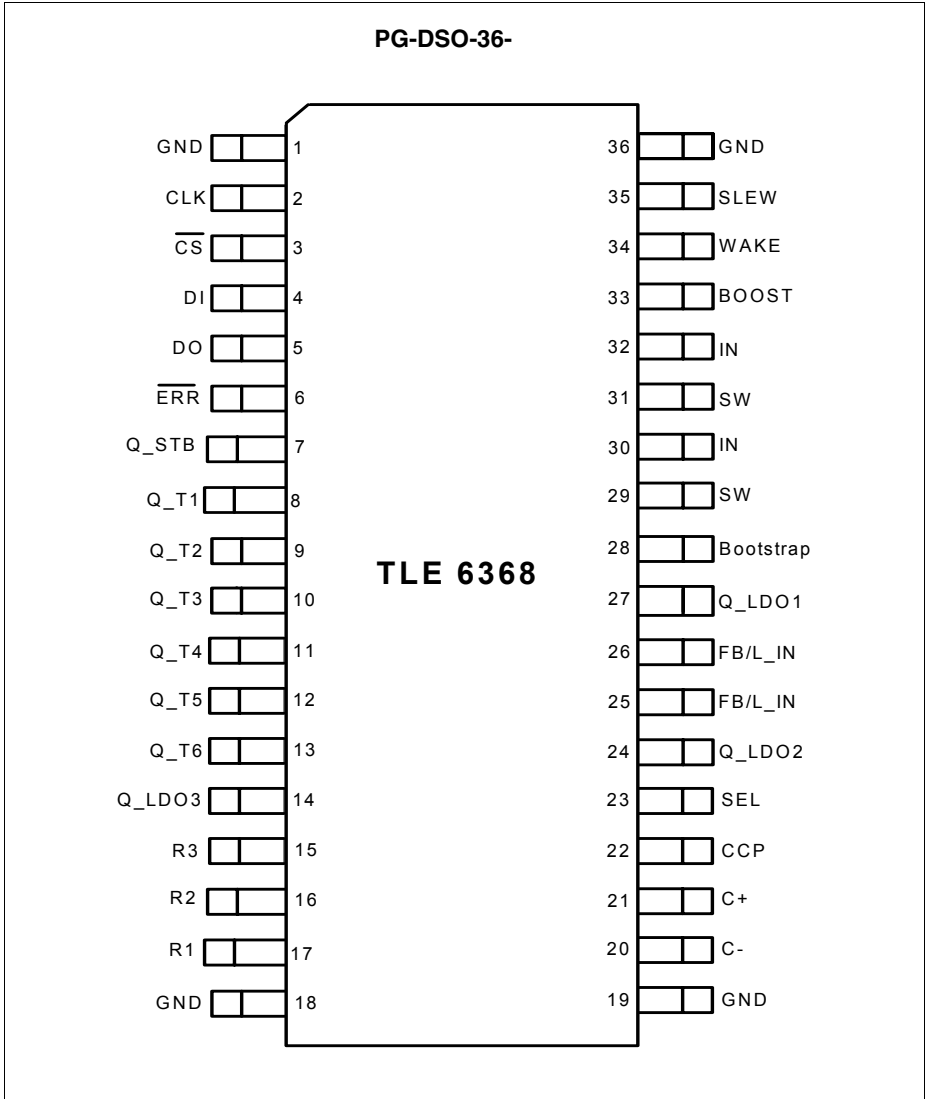 PG-DSO-36-
GND 1 36 GND
CLK 2 35 SLEW
C̅S̅ 3 34 WAKE
DI 4 33 BOOST
DO 5 32 IN
E̅R̅R̅ 6 31 SW
Q_STB 7 30 IN
Q_T1 8 29 SW
Q_T2 9 28 Bootstrap
TLE 6368
Q_T3 10 27 Q_LDO1
Q_T4 11 26 FB/L_IN
Q_T5 12 25 FB/L_IN
Q_T6 13 24 Q_LDO2
Q_LDO3 14 23 SEL
R3 15 22 CCP
R2 16 21 C+
R1 17 20 C-
GND 18 19 GND